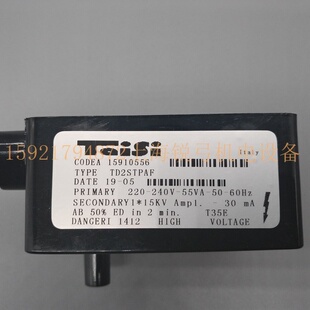 Italy
CODEA 15910556
TYPE TD2STPAF
DATE 19-05
PRIMARY 220-240V-55VA-50-60Hz
SECONDARY1*15KV Ampl. - 30 mA
AB 50% ED in 2 min. T35E
DANGERI 1412 HIGH VOLTAGE